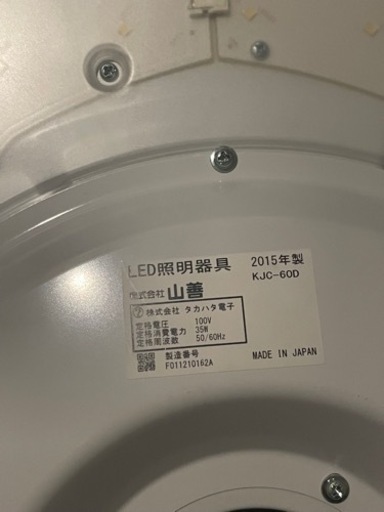 LED照明器具 2015年製
KJC-60D
株式会社 山善
株式会社 タカハタ電子
定格電圧 100V
定格消費電力 35W
定格周波数 50/60Hz
製造番号
F011210162A
MADE IN JAPAN